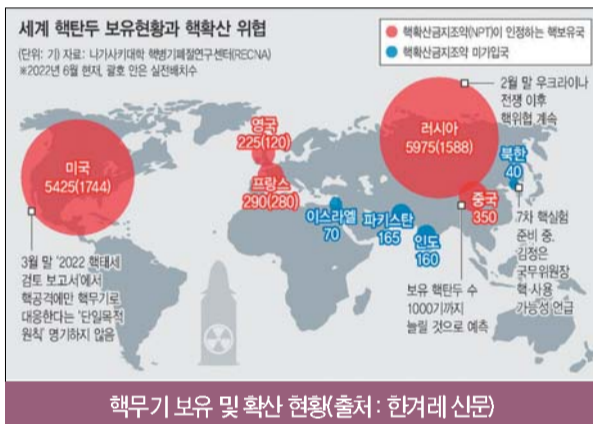 세계 핵탄두 보유현황과 핵확산 위협
(단위: 기) 자료: 나가사키대학 핵병기폐절연구센터(RECNA)
※2022년 6월 현재, 괄호 안은 실전배치수
핵확산금지조약(NPT)이 인정하는 핵보유국
핵확산금지조약 미가입국
2월 말 우크라이나
전쟁 이후
핵위협 계속
미국
5425(1744)
영국
225(120)
프랑스
290(280)
러시아
5975(1588)
북한
40
중국
350
이스라엘
70
파키스탄
165
인도
160
3월 말 '2022 핵태세
검토 보고서'에서
핵공격에만 핵무기로
대응한다는 '단일목적
원칙' 명기하지 않음
보유 핵탄두 수
1000기까지
늘릴 것으로 예측
7차 핵실험
준비 중.
김정은
국무위원장
핵 사용
가능성 언급
핵무기 보유 및 확산 현황(출처 : 한겨레 신문)